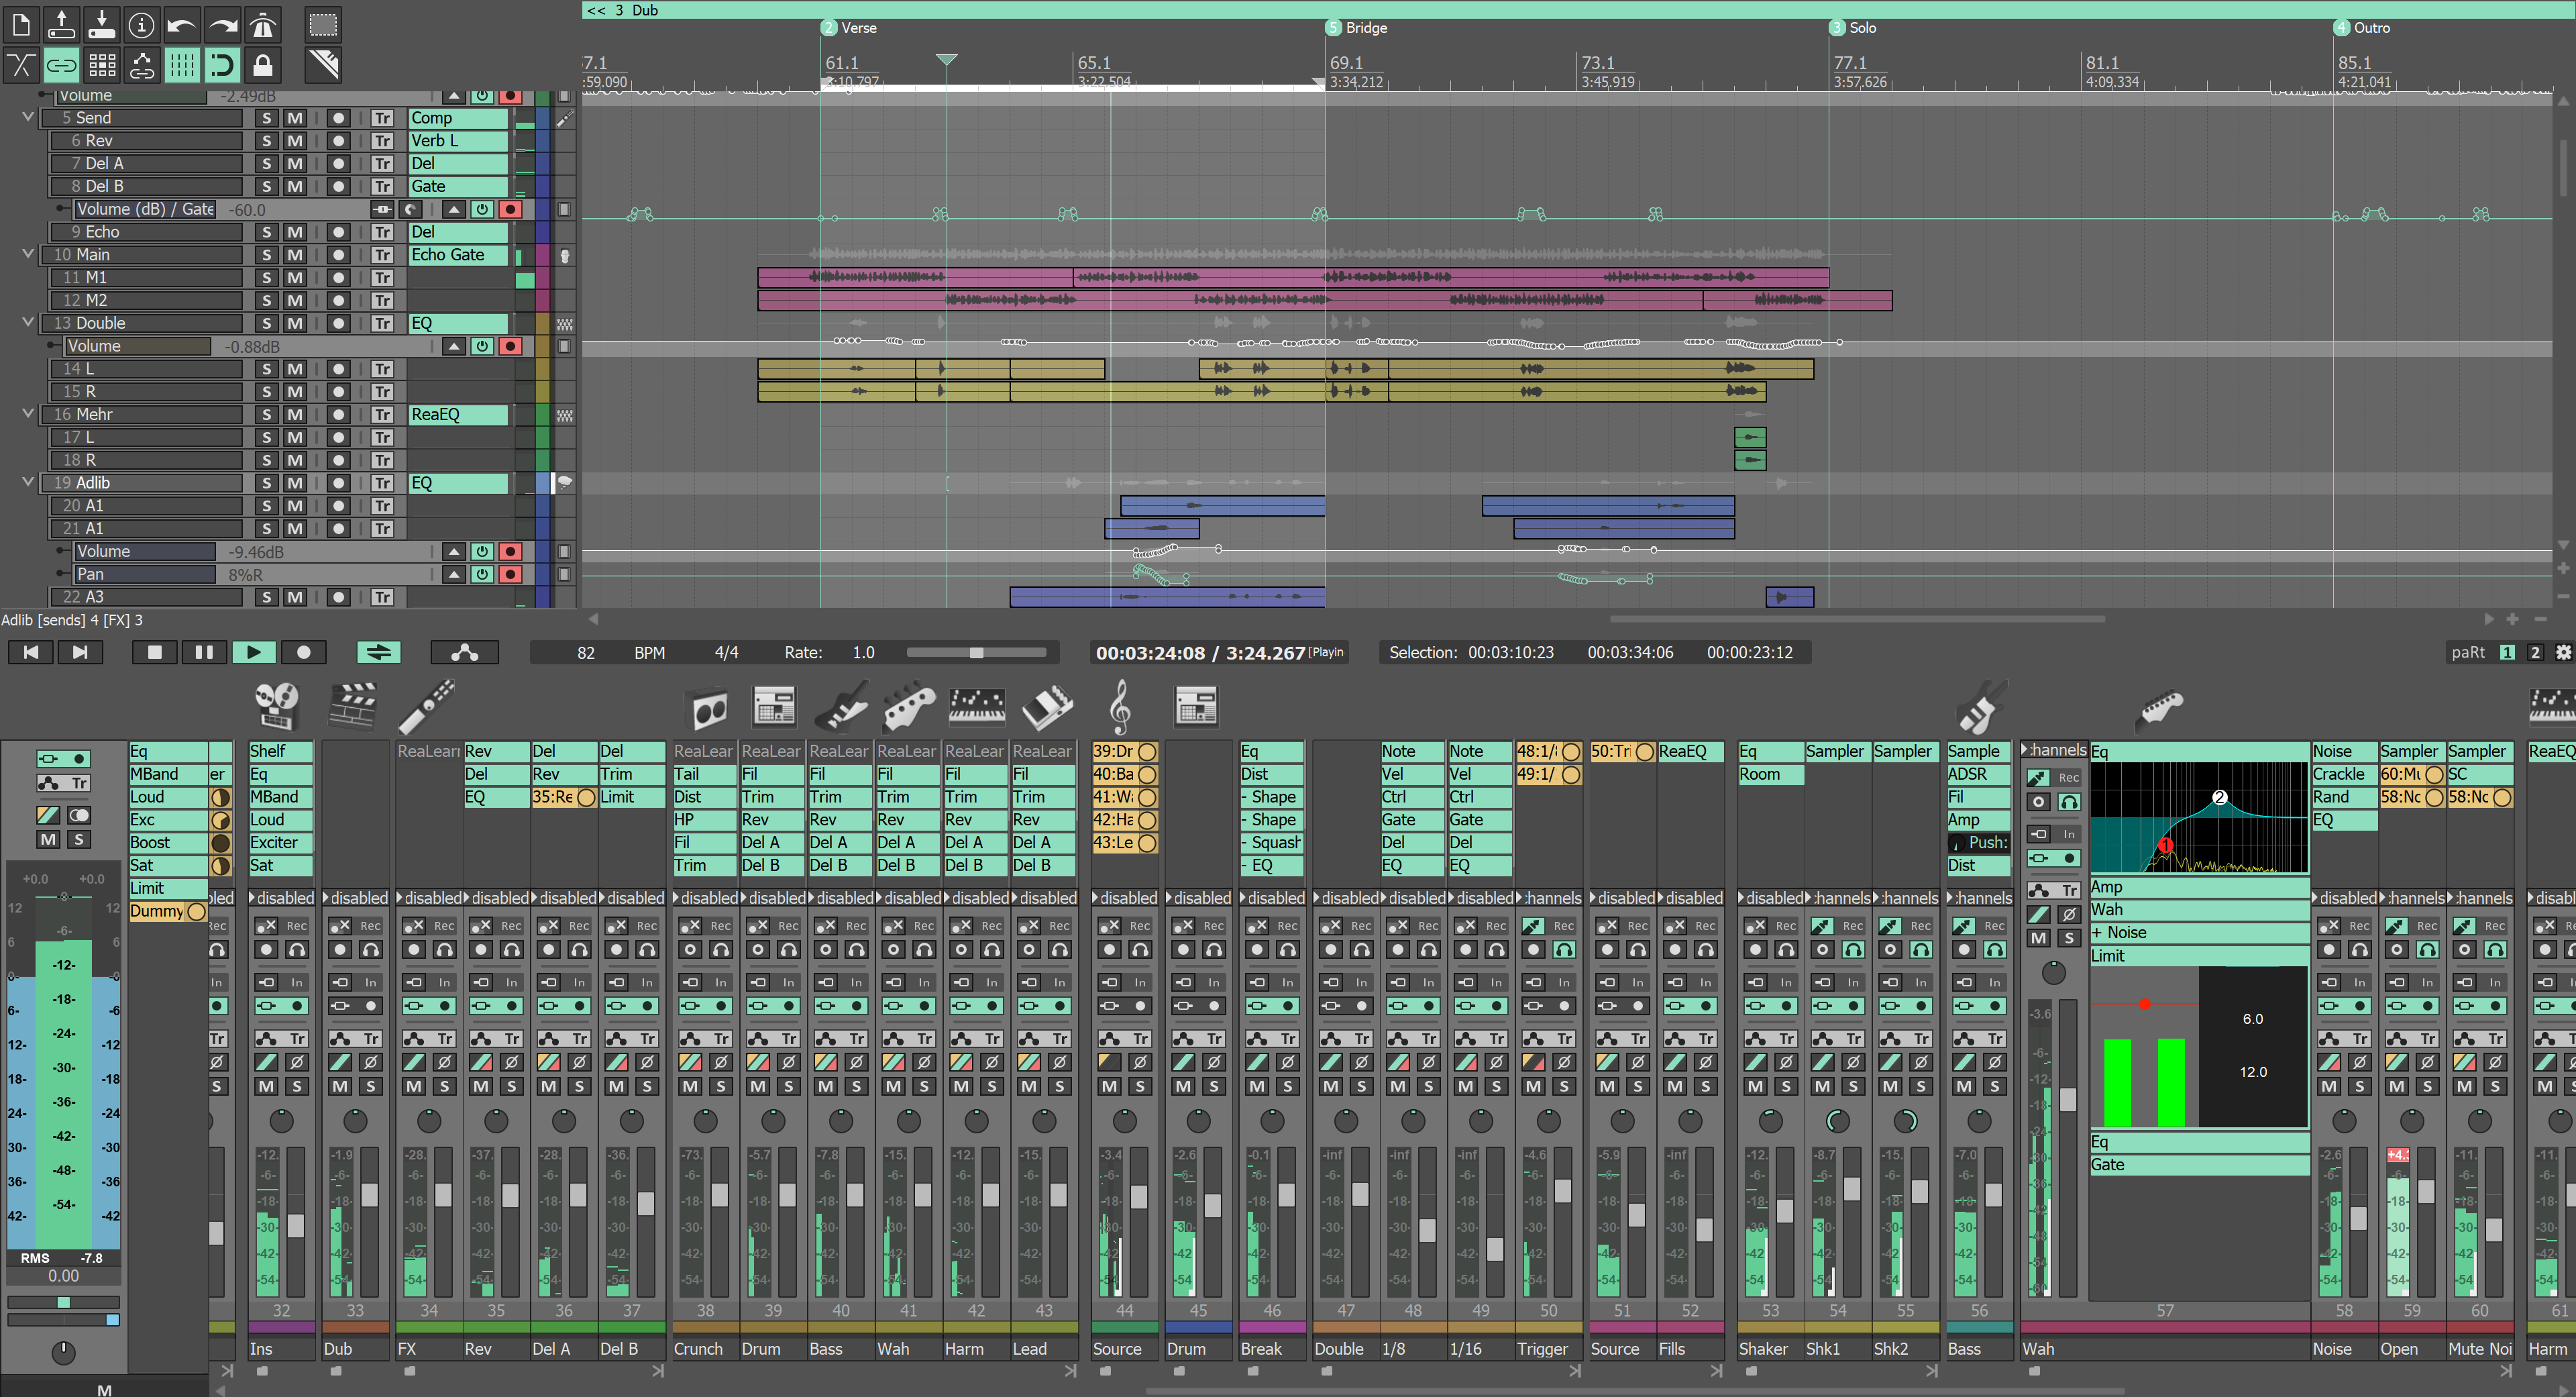 << 3 Dub
2 Verse
5 Bridge
3 Solo
4 Outro
7.1 61.1 65.1 69.1 73.1 77.1 81.1 85.1
:59.090 3:10.797 3:22.504 3:34.212 3:45.919 3:57.626 4:09.334 4:21.041
Volume -2.49dB
5 Send S M Tr Comp
6 Rev S M Tr Verb L
7 Del A S M Tr Del
8 Del B S M Tr Gate
Volume (dB) / Gate -60.0
9 Echo S M Tr Del
10 Main S M Tr Echo Gate
11 M1 S M Tr
12 M2 S M Tr
13 Double S M Tr EQ
Volume -0.88dB
14 L S M Tr
15 R S M Tr
16 Mehr S M Tr ReaEQ
17 L S M Tr
18 R S M Tr
19 Adlib S M Tr EQ
20 A1 S M Tr
21 A1 S M Tr
Volume -9.46dB
Pan 8%R
22 A3 S M Tr
Adlib [sends] 4 [FX] 3
82 BPM 4/4 Rate: 1.0 00:03:24:08 / 3:24.267 [Playin Selection: 00:03:10:23 00:03:34:06 00:00:23:12 paRt 1 2
Eq Shelf ReaLearn Rev Del Del ReaLear ReaLear ReaLear ReaLear ReaLear ReaLear 39:Dr Eq Note Note 48:1/8 50:Tri ReaEQ Eq Sampler Sampler Sample :hannels Eq Noise Sampler Sampler ReaEQ
MBand er Eq Del Rev Trim Tail Fil Fil Fil Fil Fil 40:Ba Dist Vel Vel 49:1/ Room ADSR Crackle 60:Mu SC
Loud MBand EQ 35:Re Limit Dist Trim Trim Trim Trim Trim 41:Wa - Shape Ctrl Ctrl Fil Rand 58:Nc 58:Nc
Exc Loud HP Rev Rev Rev Rev Rev 42:Ha - Shape Gate Gate Amp EQ
Boost Exciter Fil Del A Del A Del A Del A Del A 43:Le - Squash Del Del Push:
Sat Sat Trim Del B Del B Del B Del B Del B - EQ EQ EQ Dist
Limit
Dummy
Amp
Wah
+ Noise
Limit
6.0
12.0
Eq
Gate
RMS -7.8
0.00
32 33 34 35 36 37 38 39 40 41 42 43 44 45 46 47 48 49 50 51 52 53 54 55 56 57 58 59 60 61
Ins Dub FX Rev Del A Del B Crunch Drum Bass Wah Harm Lead Source Drum Break Double 1/8 1/16 Trigger Source Fills Shaker Shk1 Shk2 Bass Wah Noise Open Mute Noi Harm
M